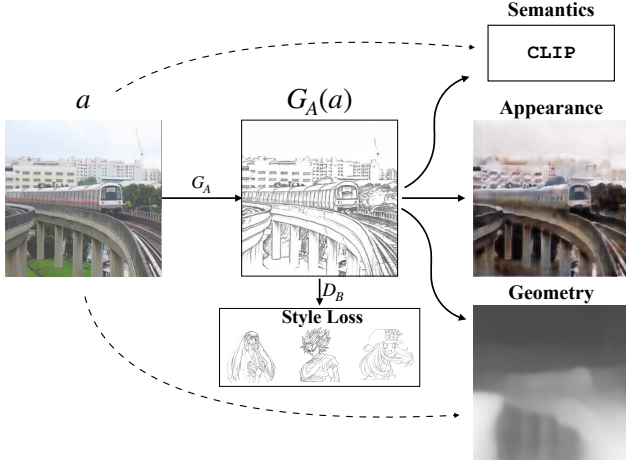 Semantics
CLIP
a
G_A(a)
Appearance
G_A
Geometry
D_B
Style Loss